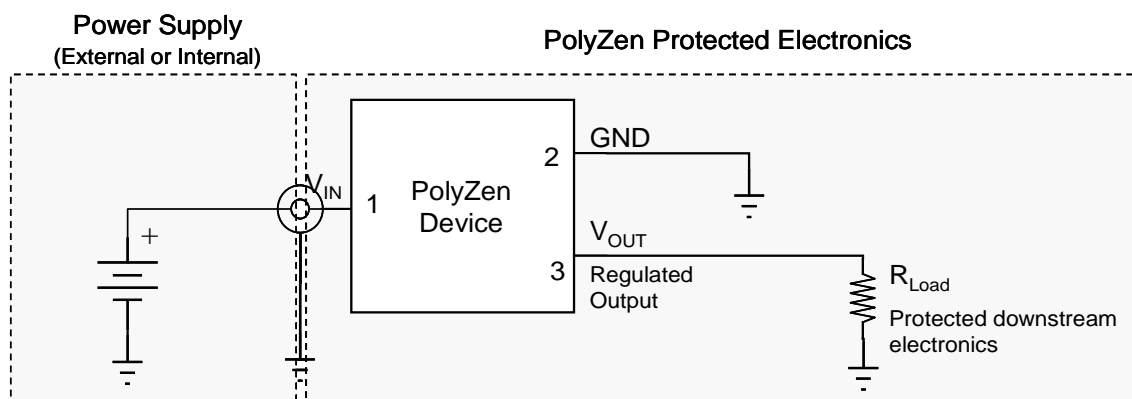 Power Supply
(External or Internal)
PolyZen Protected Electronics
+
VIN
1
PolyZen
Device
2
GND
3
VOUT
Regulated
Output
RLoad
Protected downstream
electronics